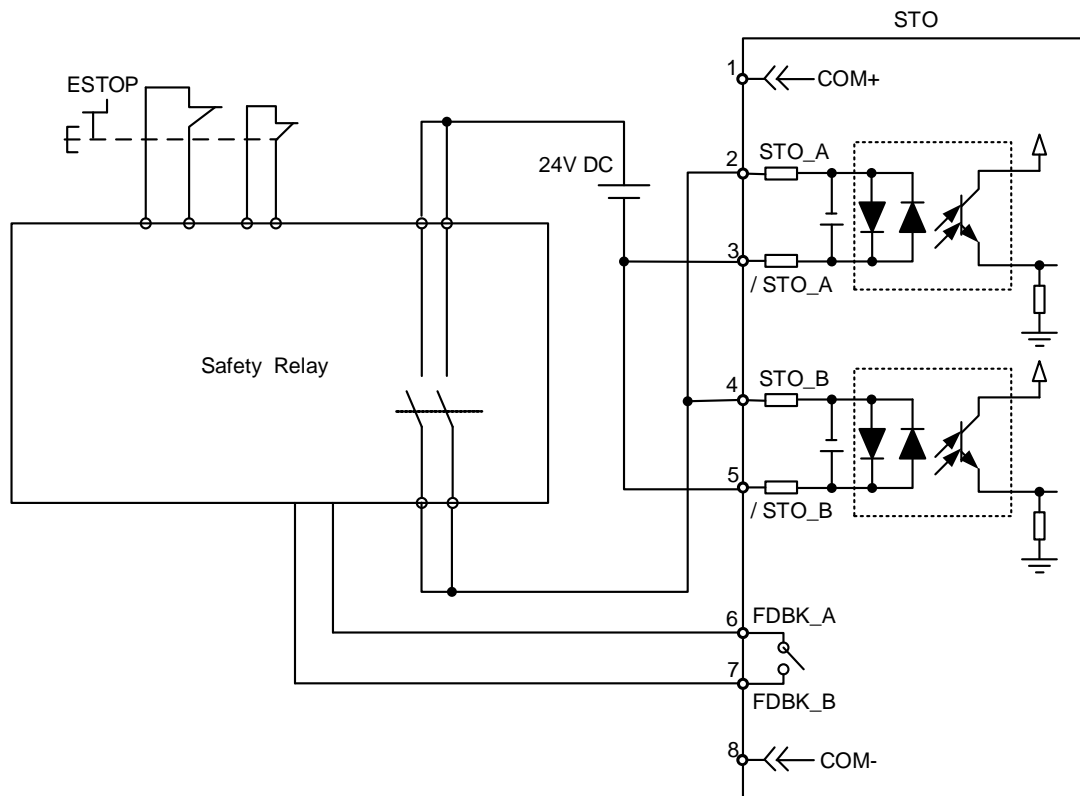 STO
ESTOP
1
COM+
24V DC
2
STO_A
3
/ STO_A
Safety Relay
4
STO_B
5
/ STO_B
6
FDBK_A
7
FDBK_B
8
COM-